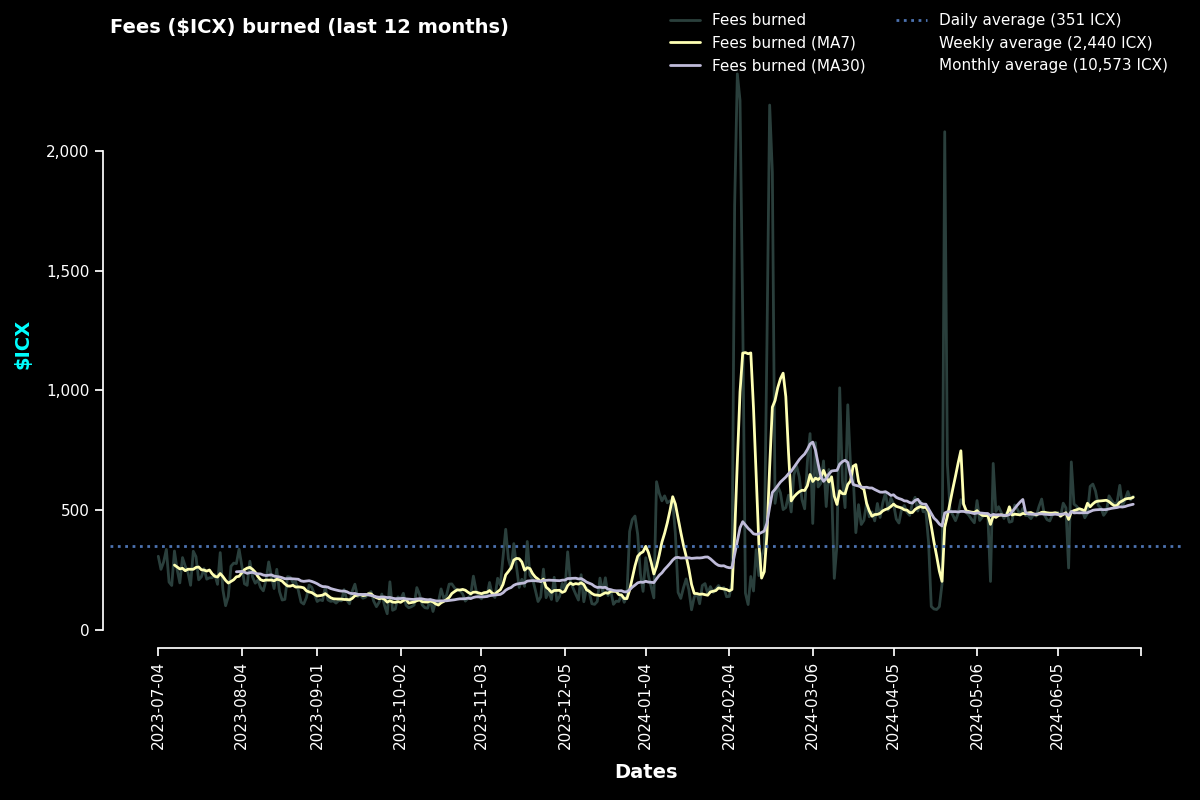 Fees ($ICX) burned (last 12 months)
Fees burned
Fees burned (MA7)
Fees burned (MA30)
Daily average (351 ICX)
Weekly average (2,440 ICX)
Monthly average (10,573 ICX)
2,000
1,500
1,000
500
0
$ICX
2023-07-04
2023-08-04
2023-09-01
2023-10-02
2023-11-03
2023-12-05
2024-01-04
2024-02-04
2024-03-06
2024-04-05
2024-05-06
2024-06-05
Dates